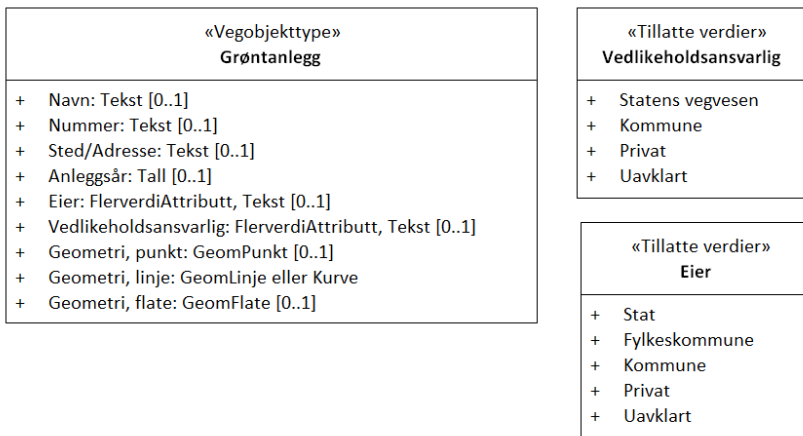 «Vegobjekttype»
Grøntanlegg
+ Navn: Tekst [0..1]
+ Nummer: Tekst [0..1]
+ Sted/Adresse: Tekst [0..1]
+ Anleggsår: Tall [0..1]
+ Eier: FlerverdiAttributt, Tekst [0..1]
+ Vedlikeholdsansvarlig: FlerverdiAttributt, Tekst [0..1]
+ Geometri, punkt: GeomPunkt [0..1]
+ Geometri, linje: GeomLinje eller Kurve
+ Geometri, flate: GeomFlate [0..1]
«Tillatte verdier»
Vedlikeholdsansvarlig
+ Statens vegvesen
+ Kommune
+ Privat
+ Uavklart
«Tillatte verdier»
Eier
+ Stat
+ Fylkeskommune
+ Kommune
+ Privat
+ Uavklart